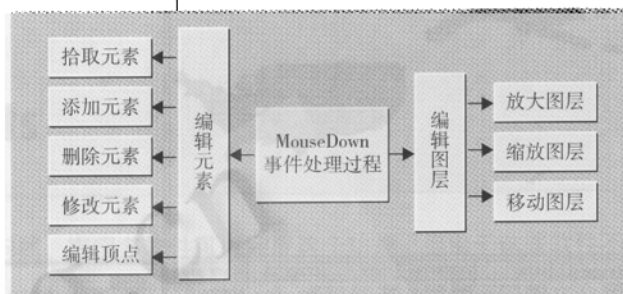 拾取元素
添加元素
删除元素
修改元素
编辑顶点
编辑元素
MouseDown
事件处理过程
编辑图层
放大图层
缩放图层
移动图层